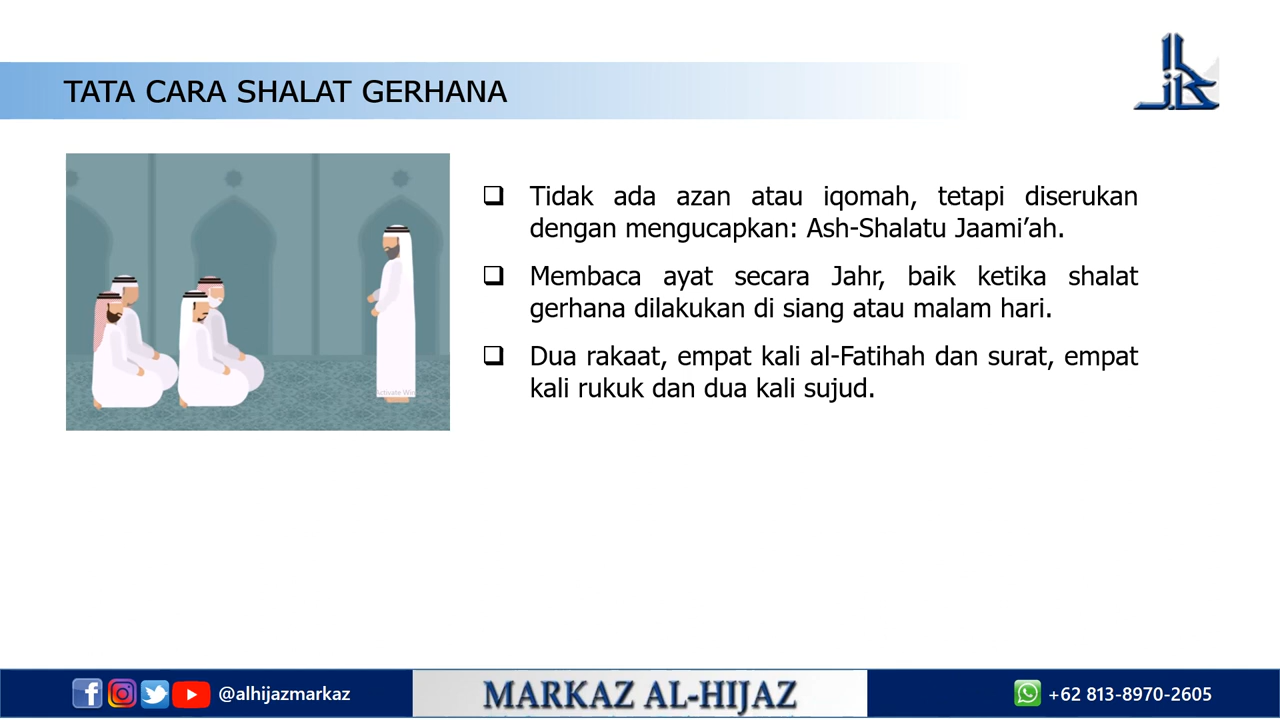 TATA CARA SHALAT GERHANA
Tidak ada azan atau iqomah, tetapi diserukan
dengan mengucapkan: Ash-Shalatu Jaami’ah.
Membaca ayat secara Jahr, baik ketika shalat
gerhana dilakukan di siang atau malam hari.
Dua rakaat, empat kali al-Fatihah dan surat, empat
kali rukuk dan dua kali sujud.
Activate Win
@alhijazmarkaz
MARKAZ AL-HIJAZ
+62 813-8970-2605